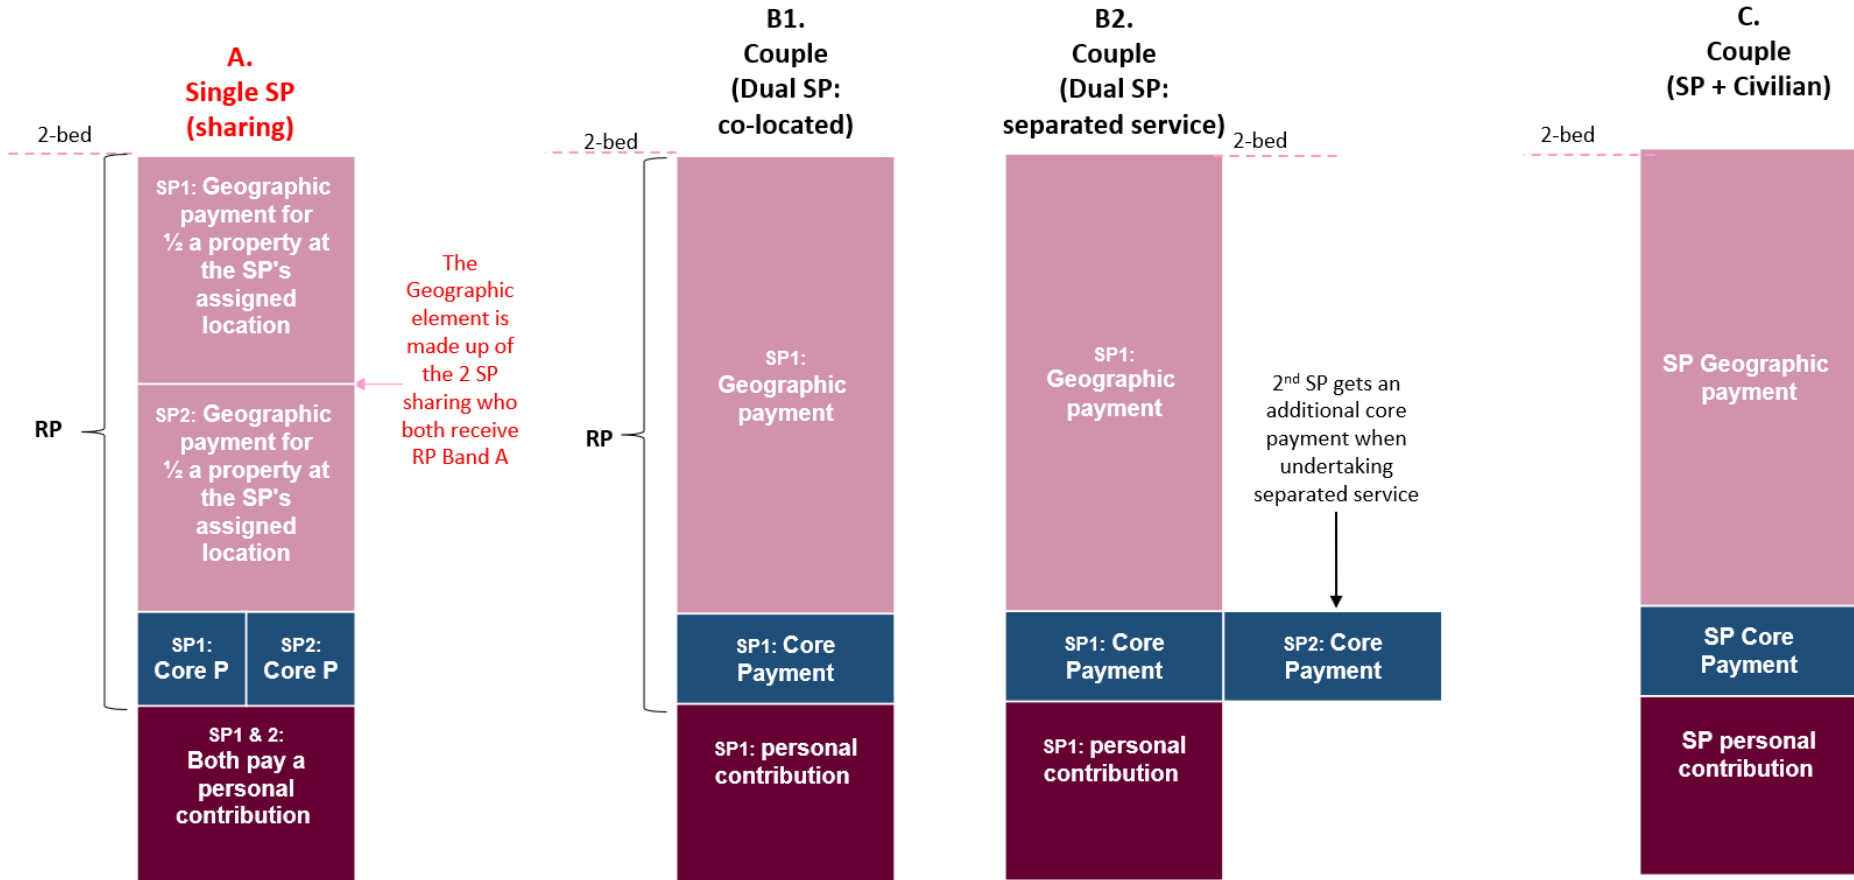 A.
Single SP
(sharing)
2-bed
SP1: Geographic
payment for
½ a property at
the SP's
assigned
location
SP2: Geographic
payment for
½ a property at
the SP's
assigned
location
The
Geographic
element is
made up of
the 2 SP
sharing who
both receive
RP Band A
RP
SP1:
Core P
SP2:
Core P
SP1 & 2:
Both pay a
personal
contribution
B1.
Couple
(Dual SP:
co-located)
2-bed
RP
SP1:
Geographic
payment
SP1: Core
Payment
SP1: personal
contribution
B2.
Couple
(Dual SP:
separated service)
2-bed
SP1:
Geographic
payment
2nd SP gets an
additional core
payment when
undertaking
separated service
SP1: Core
Payment
SP2: Core
Payment
SP1: personal
contribution
C.
Couple
(SP + Civilian)
2-bed
SP Geographic
payment
SP Core
Payment
SP personal
contribution